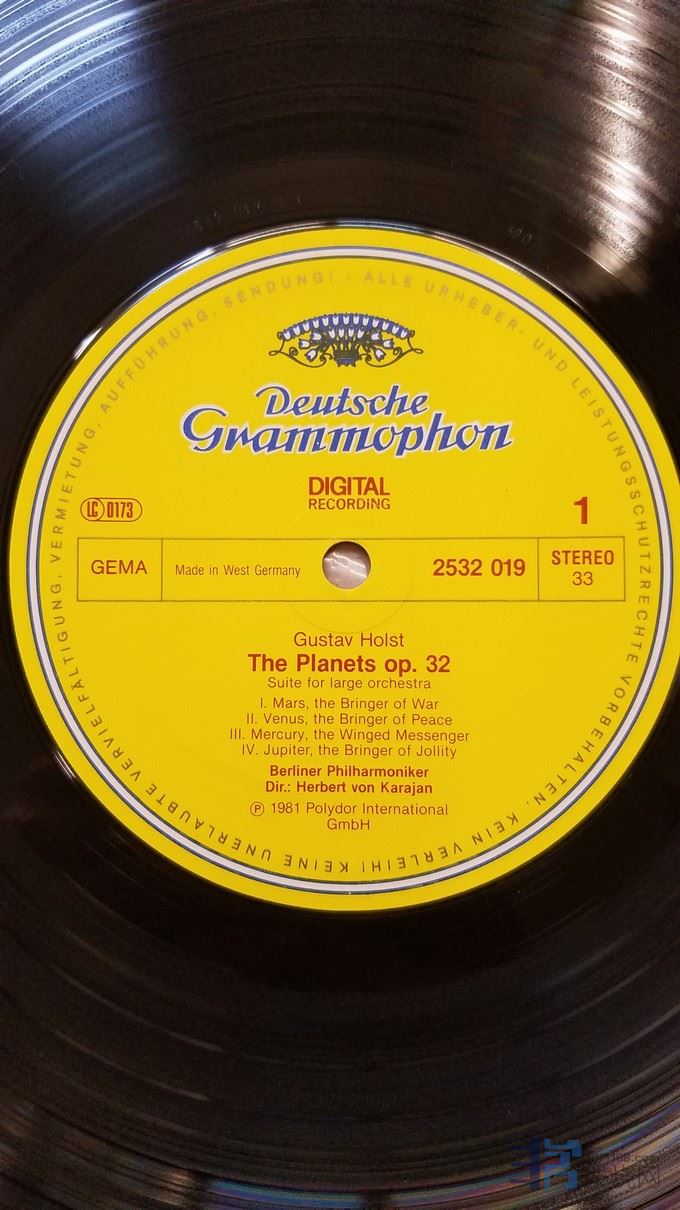 ALLE URHEBER- UND LEISTUNGSSCHUTZRECHTE VORBEHALTEN. KEIN VERLEIH! KEINE UNERLAUBTE VERVIELFÄLTIGUNG, VERMIETUNG, AUFFÜHRUNG, SENDUNG! ·
Deutsche
Grammophon
DIGITAL
RECORDING
LC 0173
1
GEMA
Made in West Germany
2532 019
STEREO
33
Gustav Holst
The Planets op. 32
Suite for large orchestra
I. Mars, the Bringer of War
II. Venus, the Bringer of Peace
III. Mercury, the Winged Messenger
IV. Jupiter, the Bringer of Jollity
Berliner Philharmoniker
Dir.: Herbert von Karajan
℗ 1981 Polydor International
GmbH